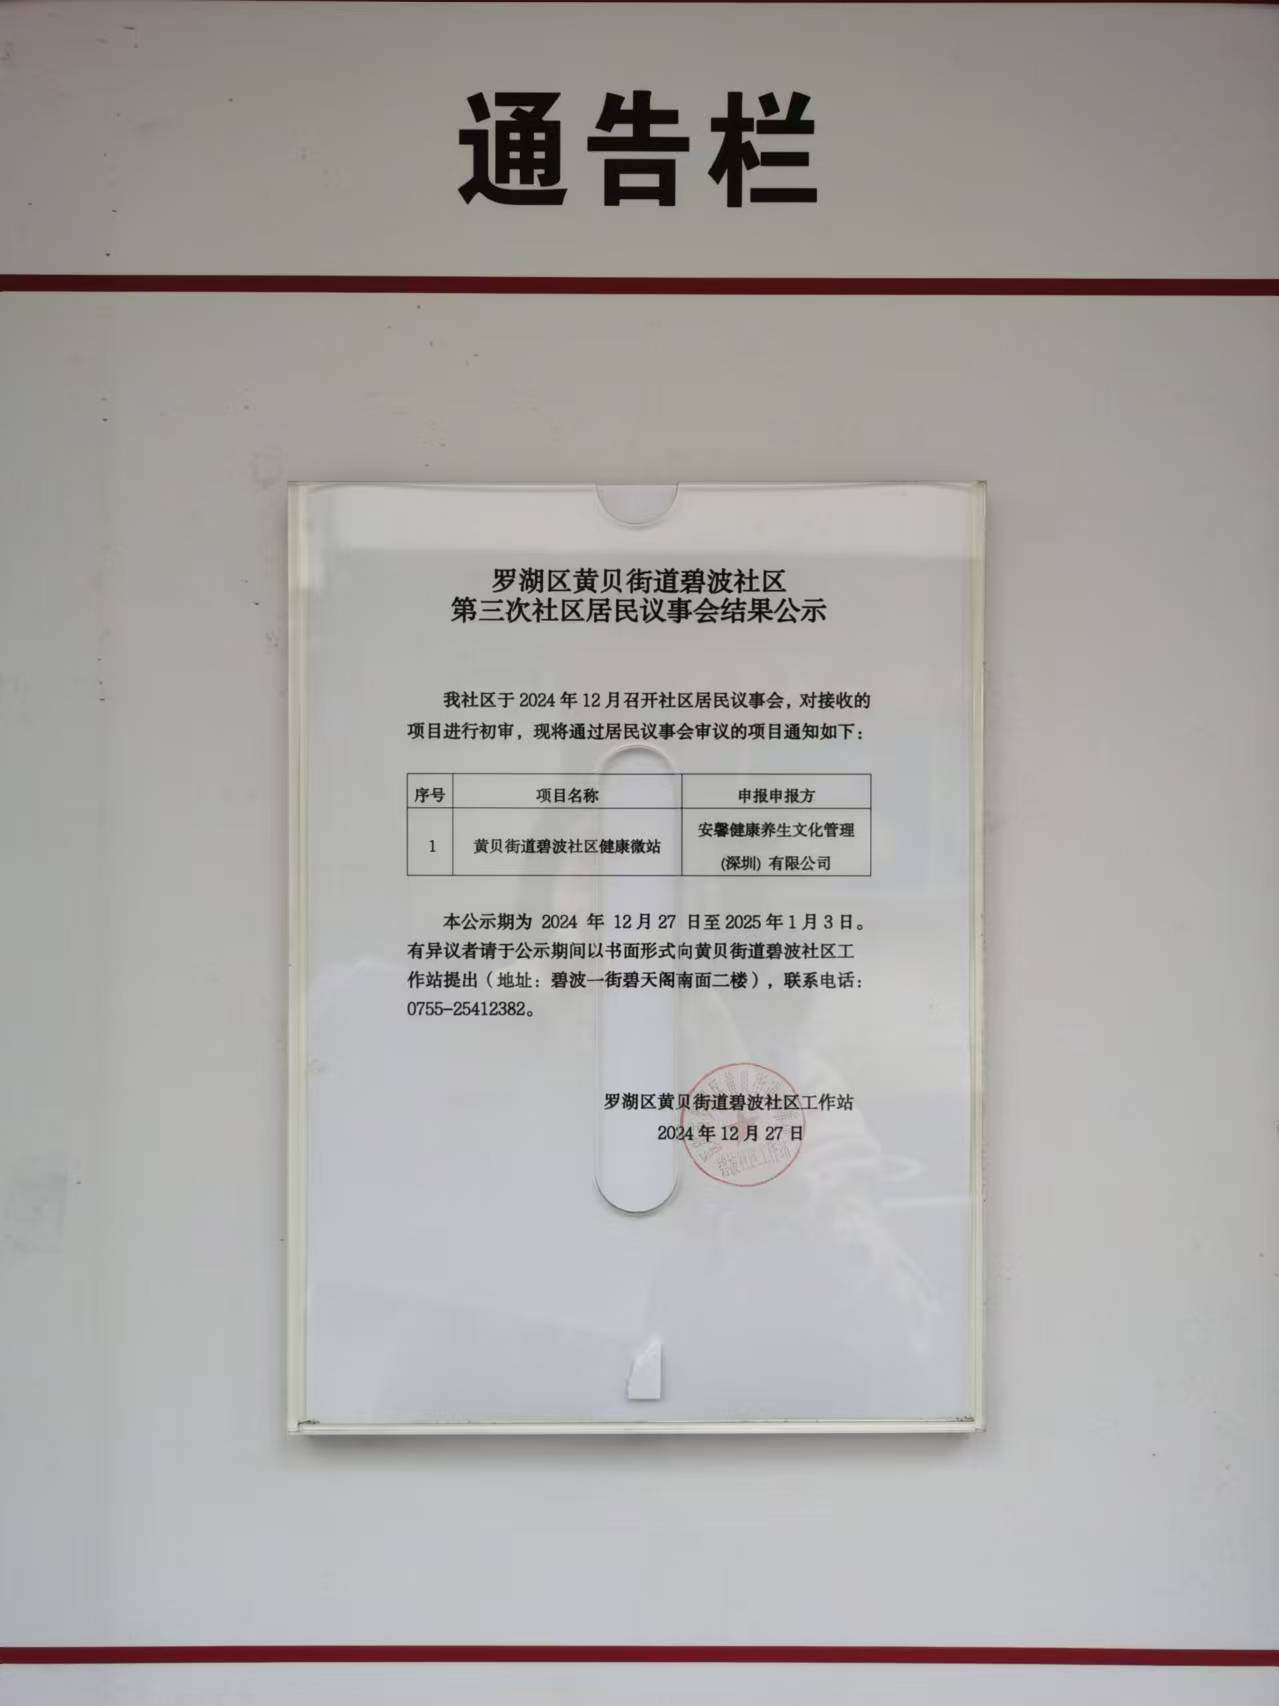 通告栏
罗湖区黄贝街道碧波社区
第三次社区居民议事会结果公示
我社区于 2024 年 12 月召开社区居民议事会，对接收的
项目进行初审，现将通过居民议事会审议的项目通知如下：
序号 项目名称 申报申报方
1 黄贝街道碧波社区健康微站 安馨健康养生文化管理
(深圳) 有限公司
本公示期为 2024 年 12 月 27 日至 2025 年 1 月 3 日。
有异议者请于公示期间以书面形式向黄贝街道碧波社区工
作站提出（地址：碧波一街碧天阁南面二楼），联系电话：
0755-25412382。
罗湖区黄贝街道碧波社区工作站
2024 年 12 月 27 日